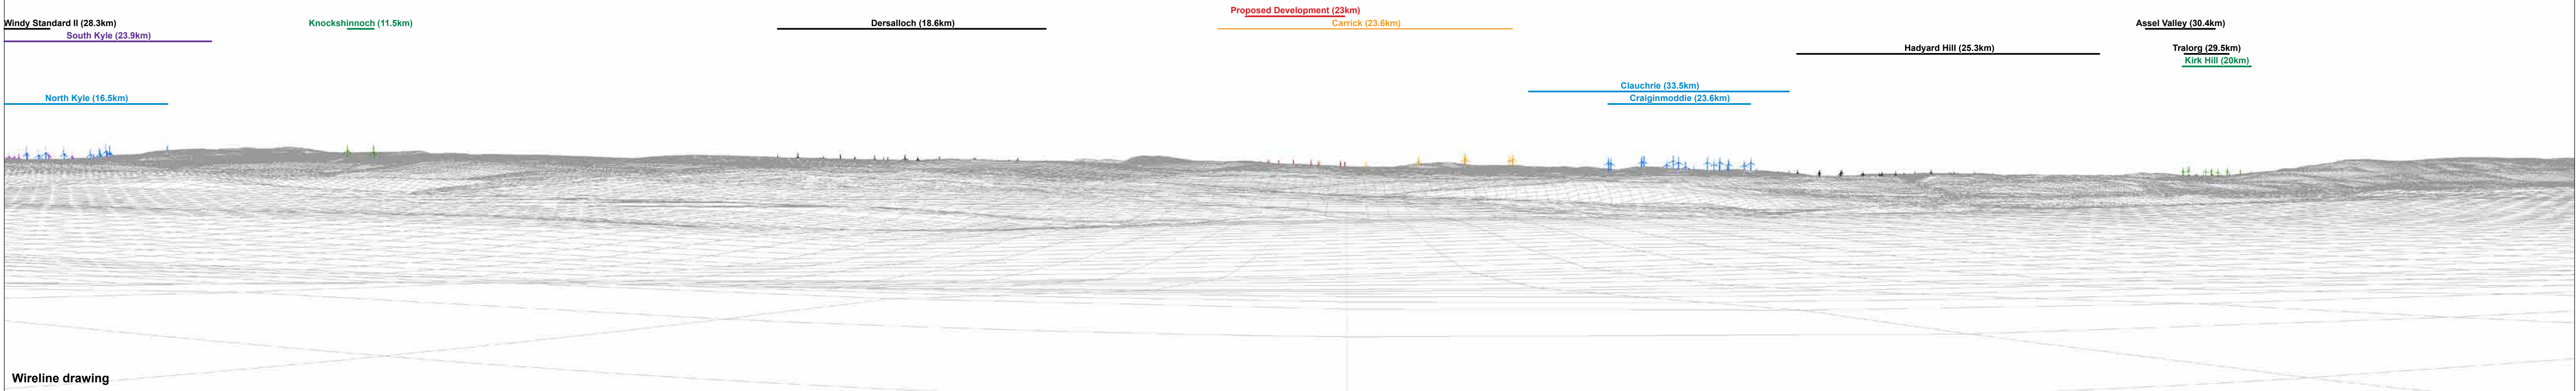 Proposed Development (23km)
Windy Standard II (28.3km)
Knockshinnoch (11.5km)
Dersalloch (18.6km)
Carrick (23.6km)
Assel Valley (30.4km)
South Kyle (23.9km)
Hadyard Hill (25.3km)
Tralorg (29.5km)
Kirk Hill (20km)
Clauchrie (33.5km)
North Kyle (16.5km)
Craiginmoddie (23.6km)
Wireline drawing